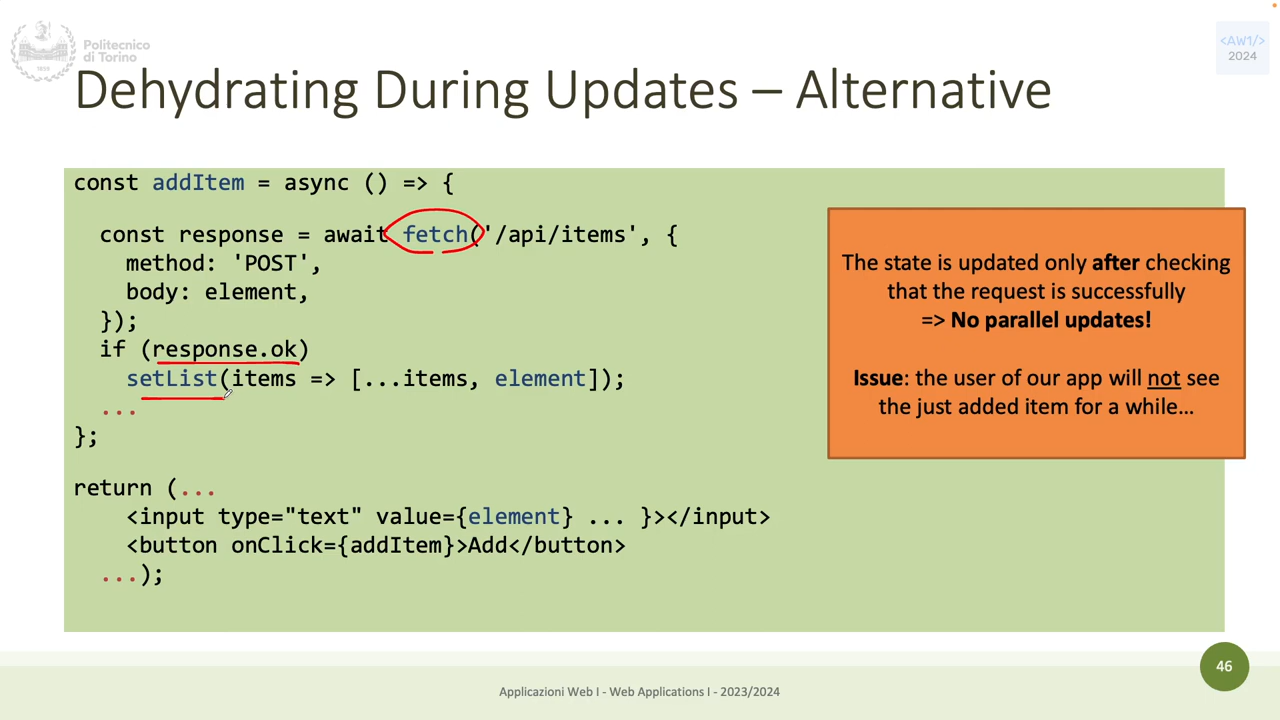 Politecnico
di Torino
1859
<AW1/>
2024
Dehydrating During Updates – Alternative
const addItem = async () => {
const response = await fetch('/api/items', {
method: 'POST',
body: element,
});
if (response.ok)
setList(items => [...items, element]);
...
};
return (...
<input type="text" value={element} ... }></input>
<button onClick={addItem}>Add</button>
...);
The state is updated only after checking
that the request is successfully
=> No parallel updates!
Issue: the user of our app will not see
the just added item for a while…
46
Applicazioni Web I - Web Applications I - 2023/2024